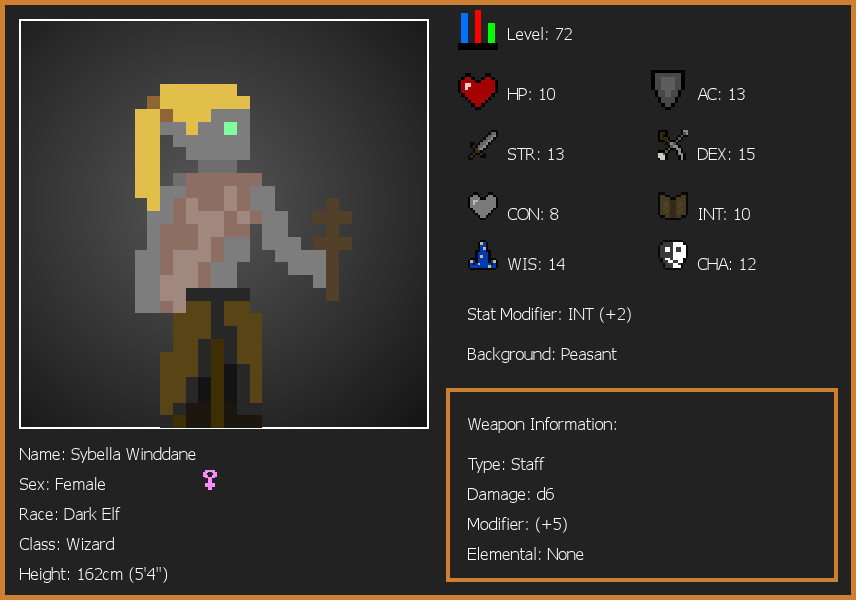 Level: 72
HP: 10
AC: 13
STR: 13
DEX: 15
CON: 8
INT: 10
WIS: 14
CHA: 12
Stat Modifier: INT (+2)
Background: Peasant
Weapon Information:
Type: Staff
Damage: d6
Modifier: (+5)
Elemental: None
Name: Sybella Winddane
Sex: Female
Race: Dark Elf
Class: Wizard
Height: 162cm (5'4")